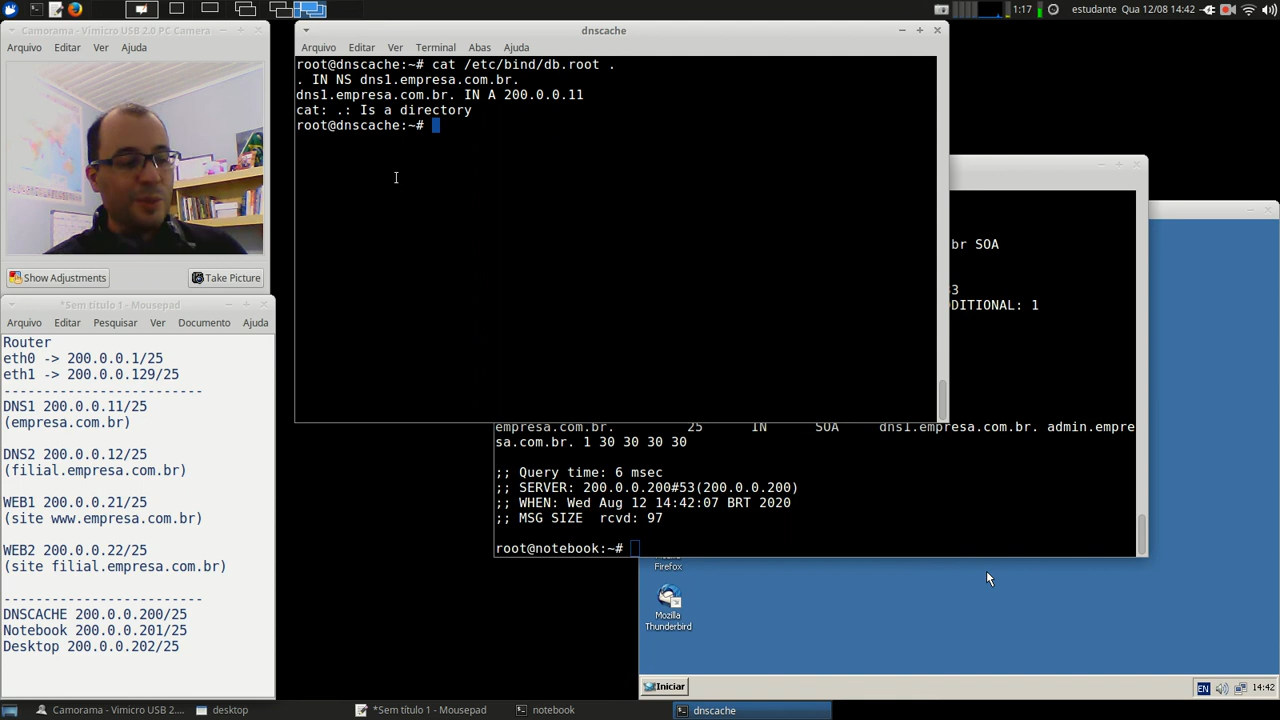 1:17
estudante
Qua 12/08 14:42
Camorama - Vimicro USB 2.0 PC Camera
Arquivo Editar Ver Ajuda
Show Adjustments
Take Picture
*Sem título 1 - Mousepad
Arquivo Editar Pesquisar Ver Documento Ajuda
Router
eth0 -> 200.0.0.1/25
eth1 -> 200.0.0.129/25
-------------------------
DNS1 200.0.0.11/25
(empresa.com.br)
DNS2 200.0.0.12/25
(filial.empresa.com.br)
WEB1 200.0.0.21/25
(site www.empresa.com.br)
WEB2 200.0.0.22/25
(site filial.empresa.com.br)
-------------------------
DNSCACHE 200.0.0.200/25
Notebook 200.0.0.201/25
Desktop 200.0.0.202/25
dnscache
Arquivo Editar Ver Terminal Abas Ajuda
root@dnscache:~# cat /etc/bind/db.root .
. IN NS dns1.empresa.com.br.
dns1.empresa.com.br. IN A 200.0.0.11
cat: .: Is a directory
root@dnscache:~#
br SOA
3
DITIONAL: 1
empresa.com.br. 25 IN SOA dns1.empresa.com.br. admin.empre
sa.com.br. 1 30 30 30 30
;; Query time: 6 msec
;; SERVER: 200.0.0.200#53(200.0.0.200)
;; WHEN: Wed Aug 12 14:42:07 BRT 2020
;; MSG SIZE rcvd: 97
root@notebook:~#
Firefox
Mozilla
Thunderbird
Iniciar
EN
14:42
Camorama - Vimicro USB 2....
desktop
*Sem título 1 - Mousepad
notebook
dnscache